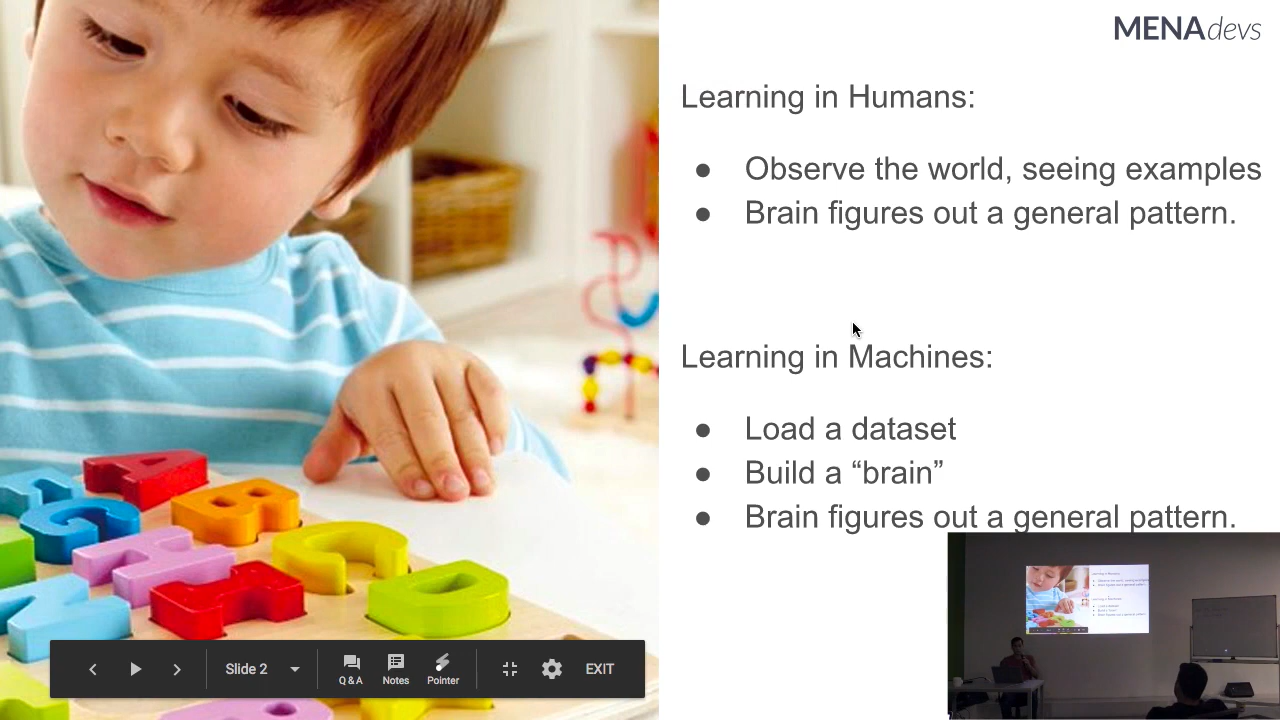 MENAdevs
Learning in Humans:
● Observe the world, seeing examples
● Brain figures out a general pattern.
Learning in Machines:
● Load a dataset
● Build a “brain”
● Brain figures out a general pattern.
A
B
G
H
C
I
D
N
Slide 2
Q & A
Notes
Pointer
EXIT